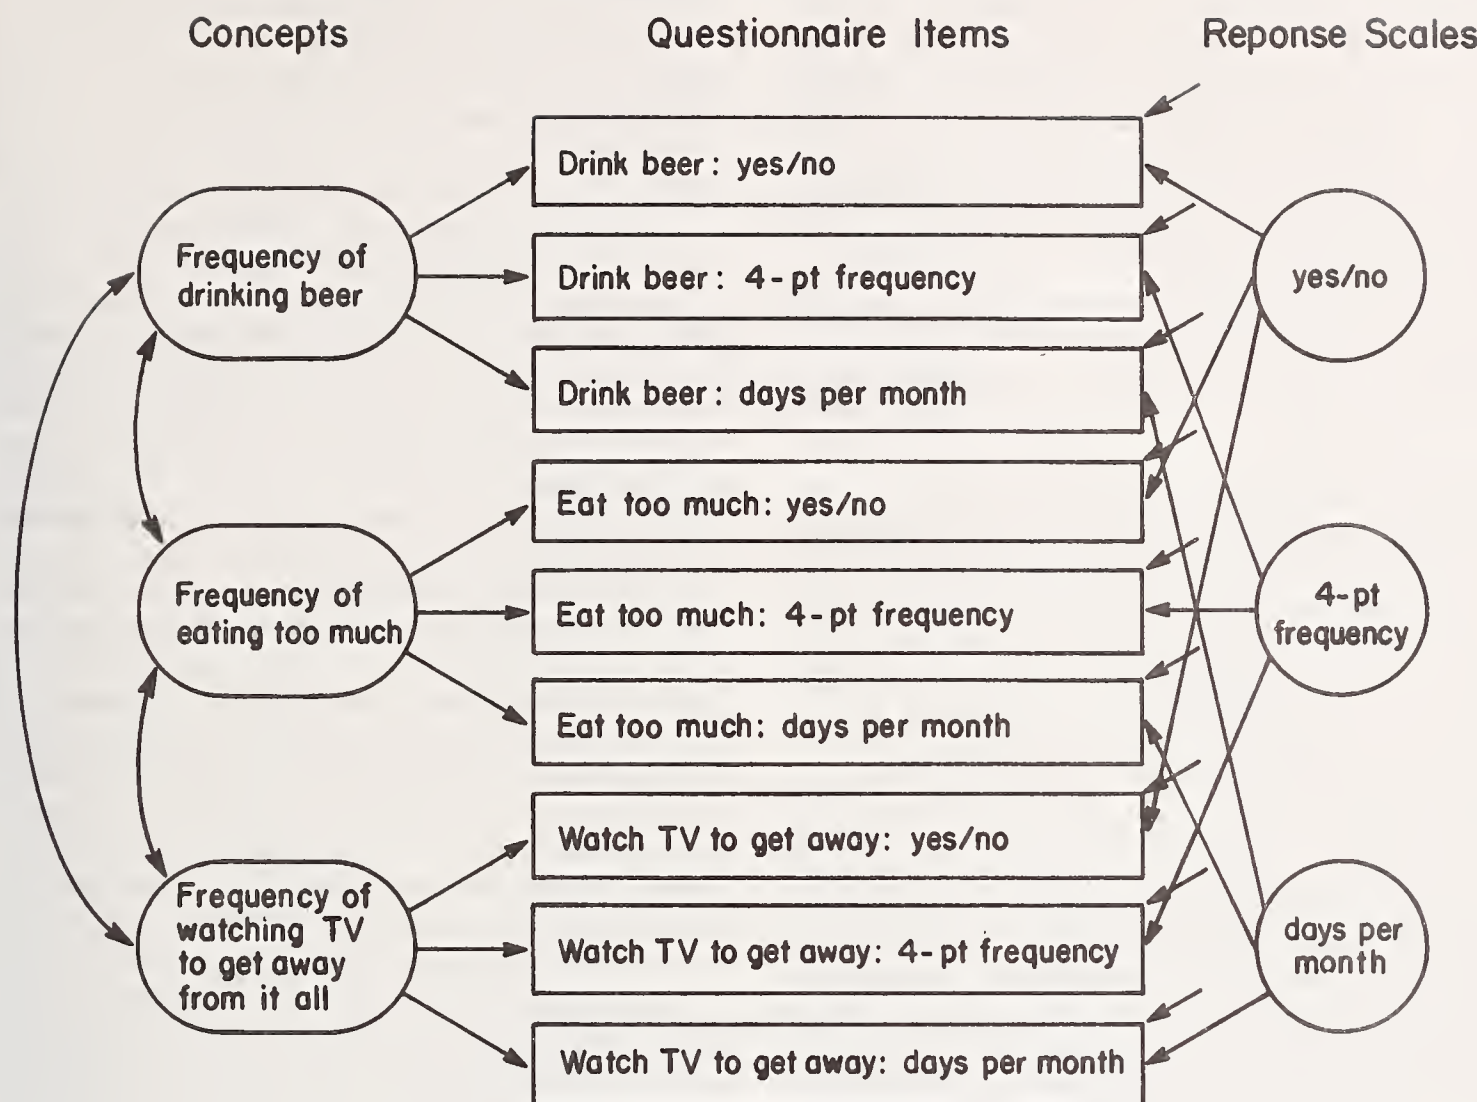 Concepts
Questionnaire Items
Reponse Scales
Frequency of
drinking beer
Frequency of
eating too much
Frequency of
watching TV
to get away
from it all
Drink beer: yes/no
Drink beer: 4-pt frequency
Drink beer: days per month
Eat too much: yes/no
Eat too much: 4-pt frequency
Eat too much: days per month
Watch TV to get away: yes/no
Watch TV to get away: 4-pt frequency
Watch TV to get away: days per month
yes/no
4-pt
frequency
days per
month